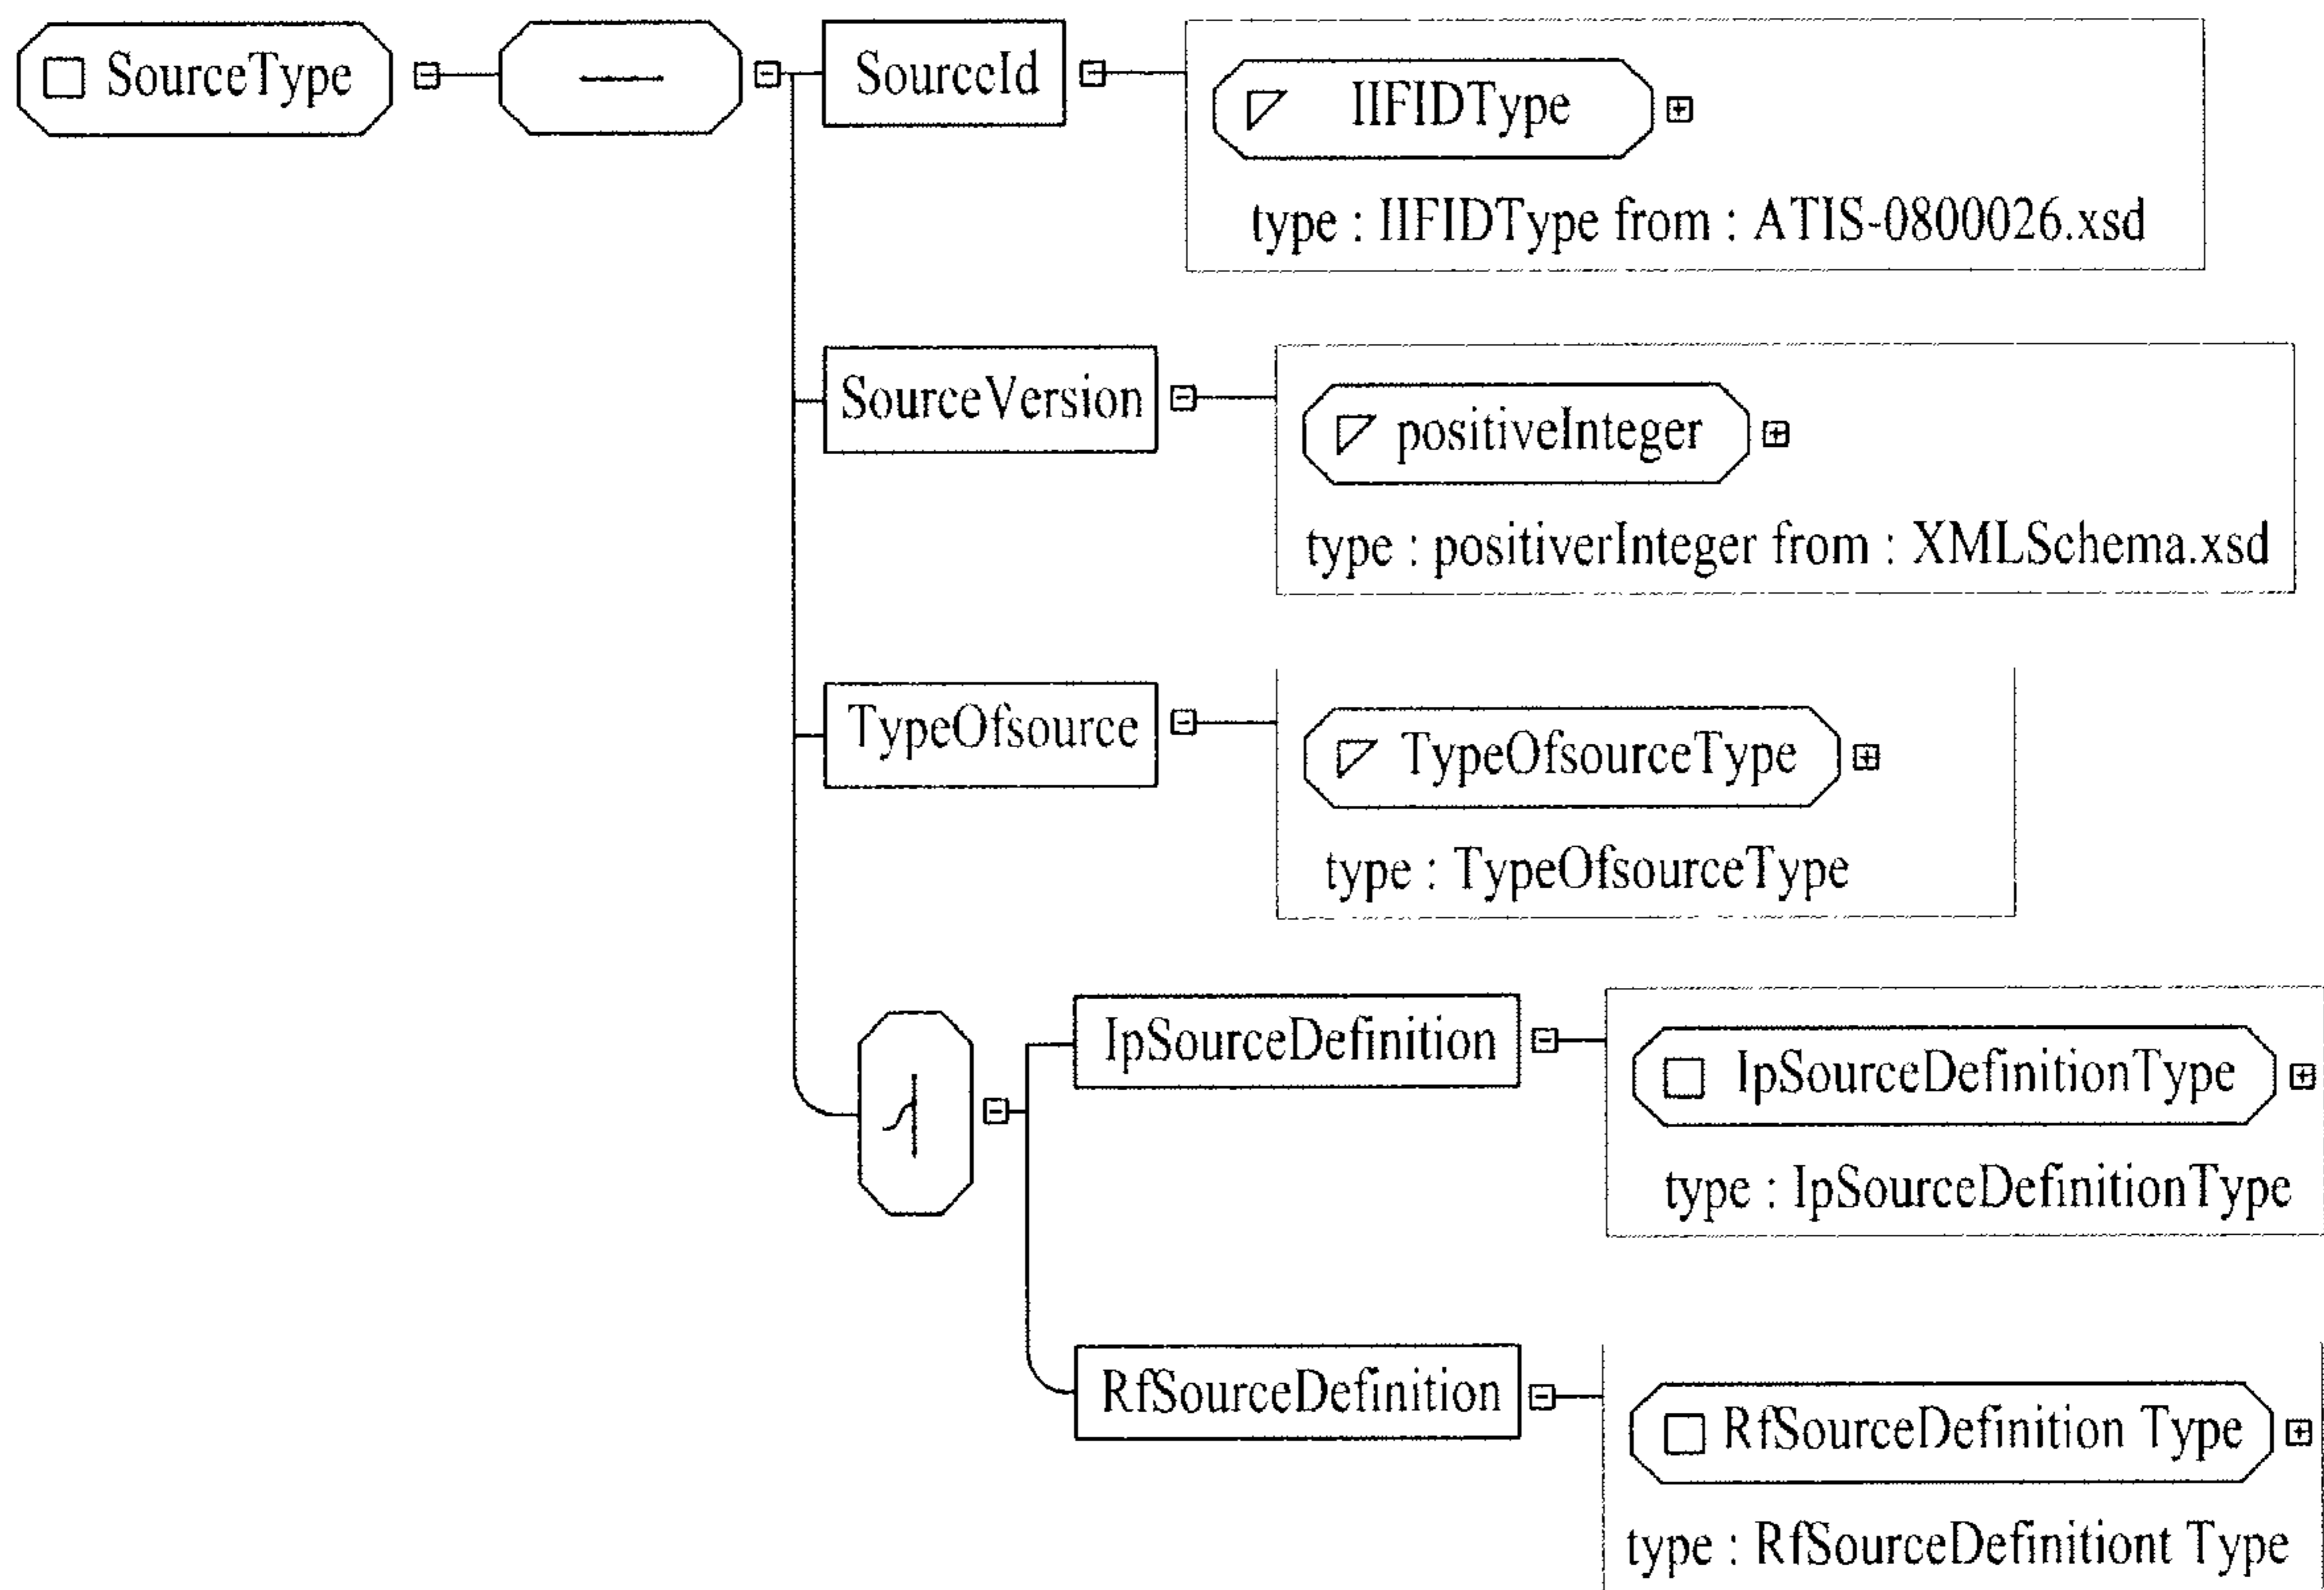 SourceType
SourceId
IIFIDType
type : IIFIDType from : ATIS-0800026.xsd
SourceVersion
positiveInteger
type : positiverInteger from : XMLSchema.xsd
TypeOfsource
TypeOfsourceType
type : TypeOfsourceType
IpSourceDefinition
IpSourceDefinitionType
type : IpSourceDefinitionType
RfSourceDefinition
RfSourceDefinition Type
type : RfSourceDefinitiont Type